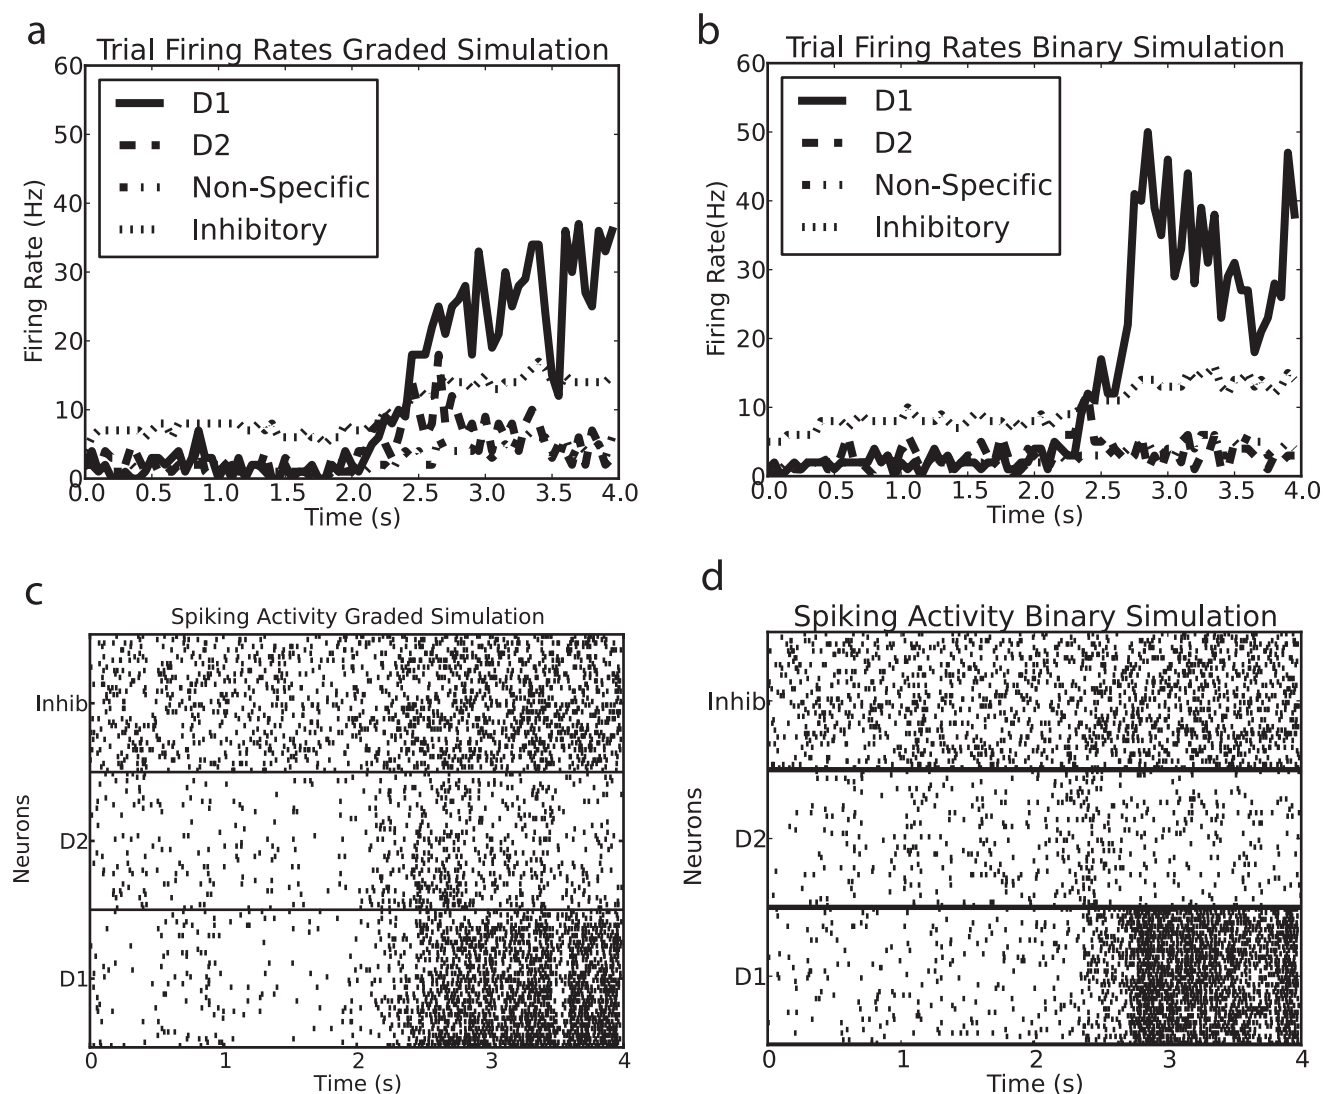 a
Trial Firing Rates Graded Simulation
60
50
40
30
20
10
0
Firing Rate (Hz)
D1
D2
Non-Specific
Inhibitory
0.0 0.5 1.0 1.5 2.0 2.5 3.0 3.5 4.0
Time (s)
b
Trial Firing Rates Binary Simulation
60
50
40
30
20
10
0
Firing Rate(Hz)
D1
D2
Non-Specific
Inhibitory
0.0 0.5 1.0 1.5 2.0 2.5 3.0 3.5 4.0
Time (s)
c
Spiking Activity Graded Simulation
Neurons
Inhib
D2
D1
0 1 2 3 4
Time (s)
d
Spiking Activity Binary Simulation
Neurons
Inhib
D2
D1
0 1 2 3 4
Time (s)